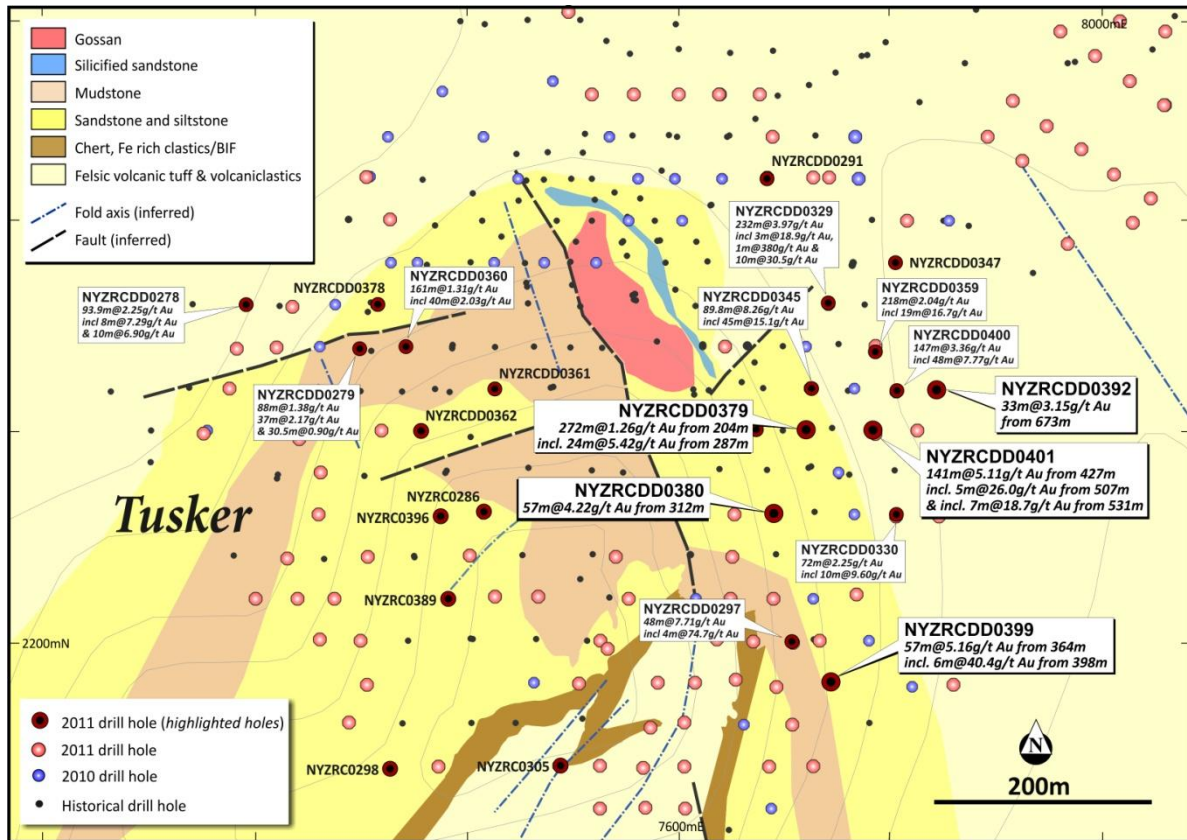 8000mE
Gossan
Silicified sandstone
Mudstone
Sandstone and siltstone
Chert, Fe rich clastics/BIF
Felsic volcanic tuff & volcaniclastics
Fold axis (inferred)
Fault (inferred)
NYZRCDD0291
NYZRCDD0329
232m@3.97g/t Au
incl 3m@18.9g/t Au,
1m@380g/t Au &
10m@30.5g/t Au
NYZRCDD0347
NYZRCDD0278
93.9m@2.25g/t Au
incl 8m@7.29g/t Au
& 10m@6.90g/t Au
NYZRCDD0378
NYZRCDD0360
161m@1.31g/t Au
incl 40m@2.03g/t Au
NYZRCDD0345
89.8m@8.26g/t Au
incl 45m@15.1g/t Au
NYZRCDD0359
218m@2.04g/t Au
incl 19m@16.7g/t Au
NYZRCDD0400
147m@3.36g/t Au
incl 48m@7.77g/t Au
NYZRCDD0279
88m@1.38g/t Au
37m@2.17g/t Au
& 30.5m@0.90g/t Au
NYZRCDD0361
NYZRCDD0362
NYZRCDD0379
272m@1.26g/t Au from 204m
incl. 24m@5.42g/t Au from 287m
NYZRCDD0392
33m@3.15g/t Au
from 673m
NYZRCDD0401
141m@5.11g/t Au from 427m
incl. 5m@26.0g/t Au from 507m
& incl. 7m@18.7g/t Au from 531m
Tusker
NYZRC0286
NYZRC0396
NYZRCDD0380
57m@4.22g/t Au from 312m
NYZRCDD0330
72m@2.25g/t Au
incl 10m@9.60g/t Au
NYZRC0389
NYZRCDD0297
48m@7.71g/t Au
incl 4m@74.7g/t Au
2200mN
NYZRCDD0399
57m@5.16g/t Au from 364m
incl. 6m@40.4g/t Au from 398m
2011 drill hole (highlighted holes)
2011 drill hole
2010 drill hole
Historical drill hole
NYZRC0298
NYZRC0305
7600mE
N
200m